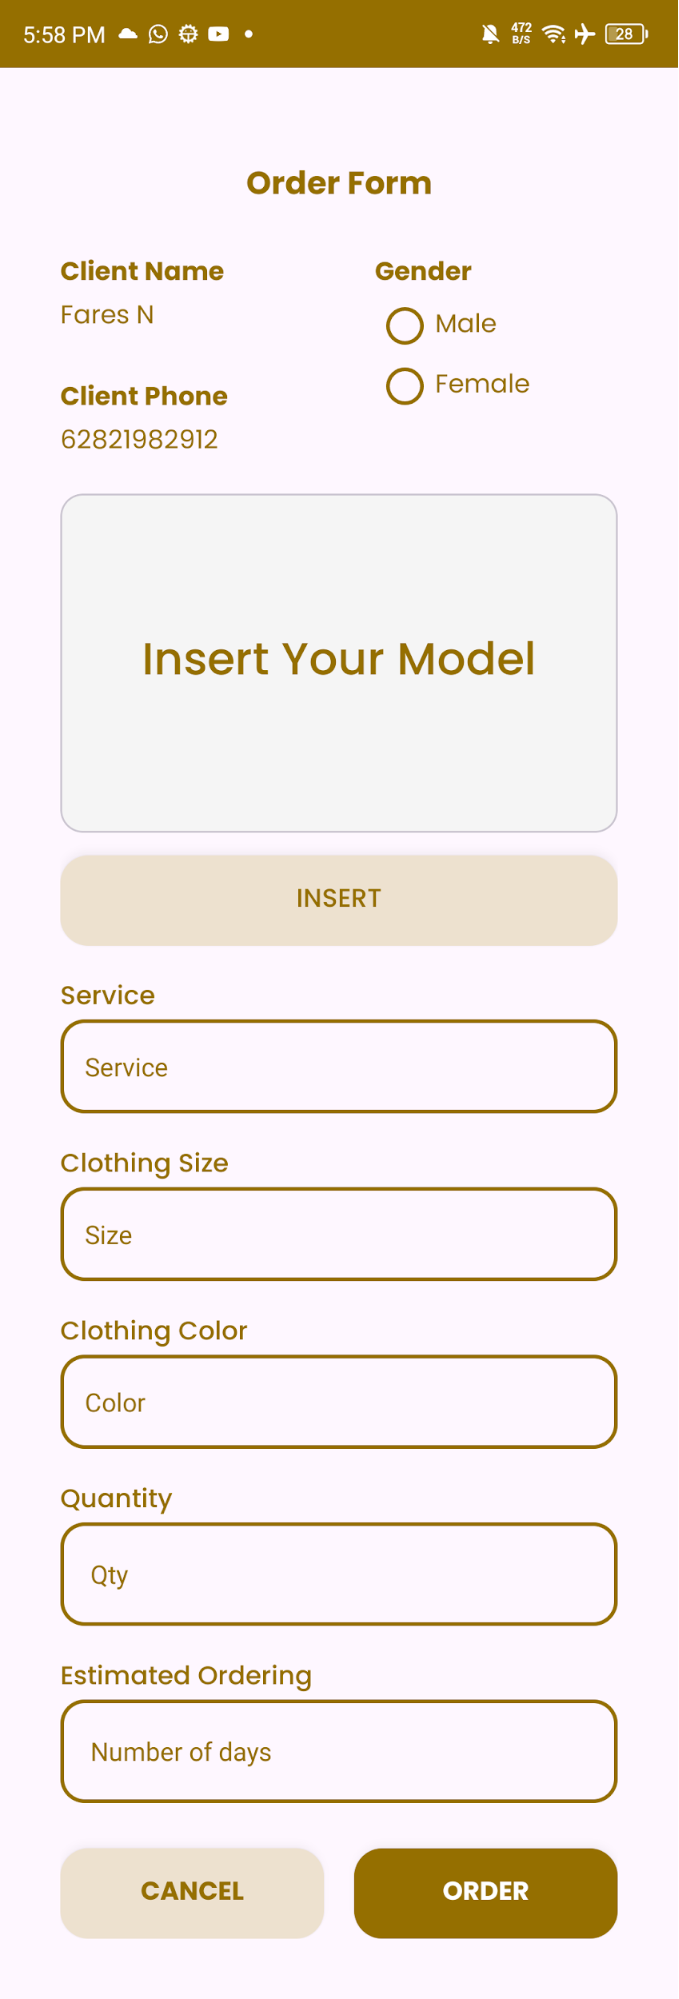 5:58 PM 472 B/S 28
Order Form
Client Name
Fares N
Gender
Male
Female
Client Phone
62821982912
Insert Your Model
INSERT
Service
Service
Clothing Size
Size
Clothing Color
Color
Quantity
Qty
Estimated Ordering
Number of days
CANCEL
ORDER